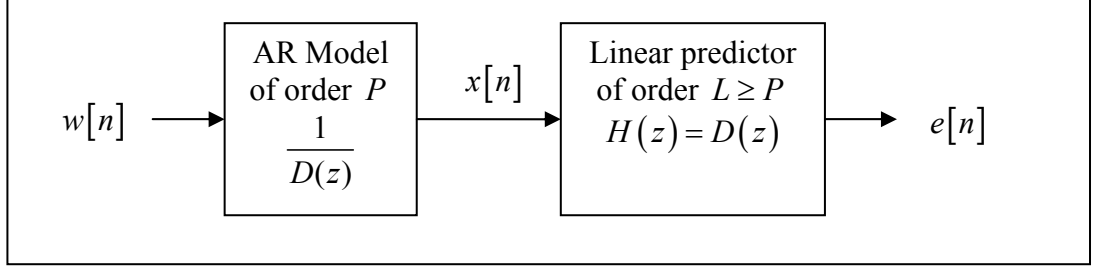 w[n]
AR Model
of order P
1
D(z)
x[n]
Linear predictor
of order L ≥ P
H(z) = D(z)
e[n]